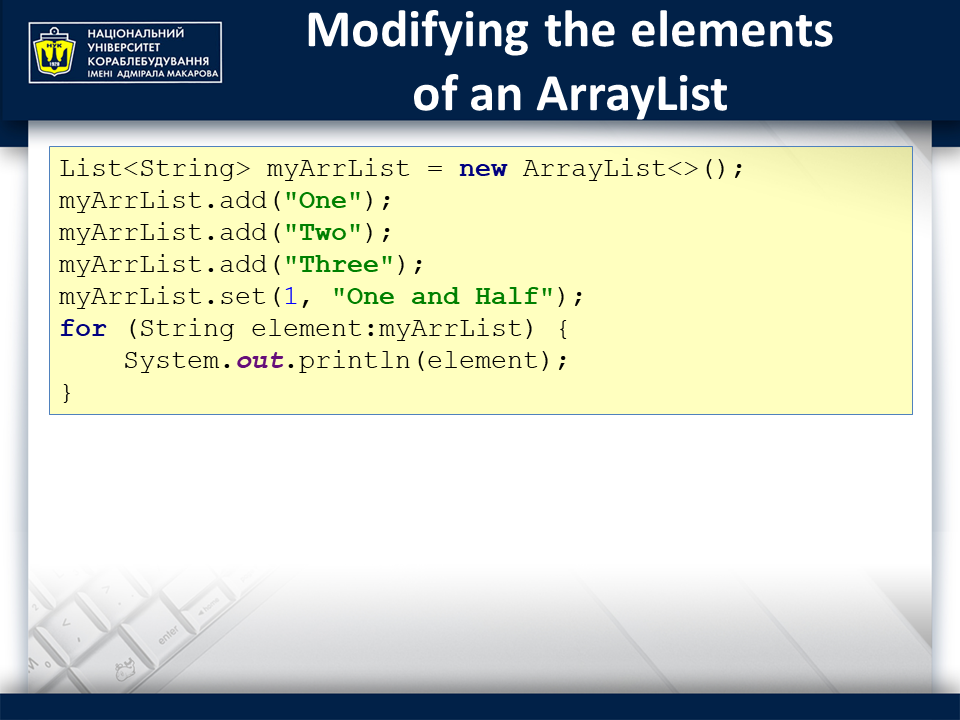 НАЦІОНАЛЬНИЙ
УНІВЕРСИТЕТ
КОРАБЛЕБУДУВАННЯ
ІМЕНІ АДМІРАЛА МАКАРОВА
НУК
1920
Modifying the elements
of an ArrayList
List<String> myArrList = new ArrayList<>();
myArrList.add("One");
myArrList.add("Two");
myArrList.add("Three");
myArrList.set(1, "One and Half");
for (String element:myArrList) {
    System.out.println(element);
}
enter